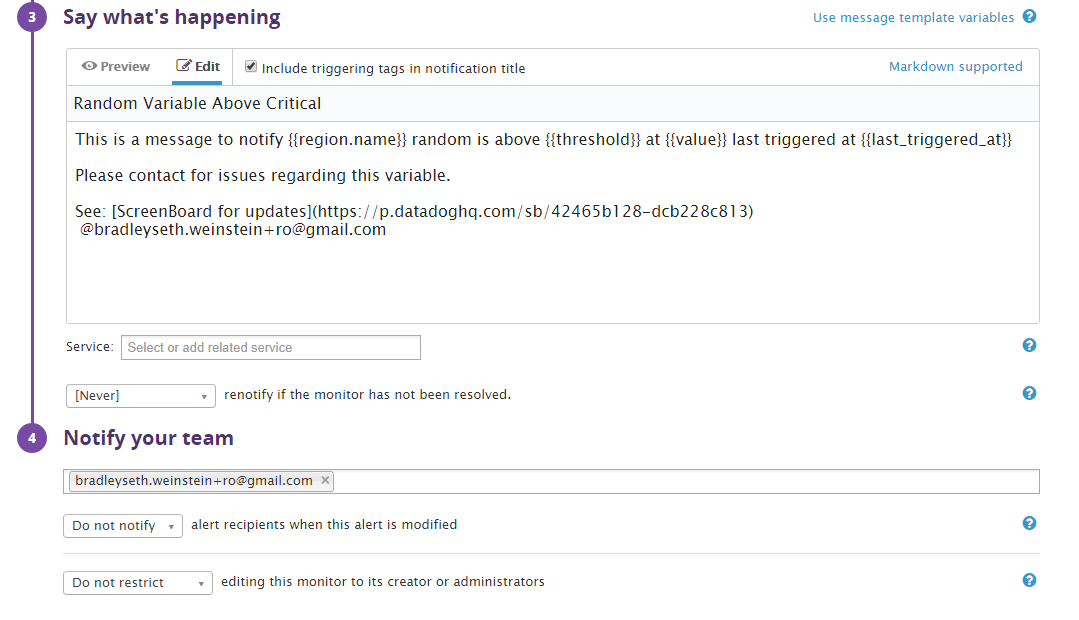 3 Say what's happening Use message template variables ?
Preview Edit Include triggering tags in notification title Markdown supported
Random Variable Above Critical
This is a message to notify {{region.name}} random is above {{threshold}} at {{value}} last triggered at {{last_triggered_at}}
Please contact for issues regarding this variable.
See: [ScreenBoard for updates](https://p.datadoghq.com/sb/42465b128-dcb228c813)
@bradleyseth.weinstein+ro@gmail.com
Service: Select or add related service ?
[Never] renotify if the monitor has not been resolved. ?
4 Notify your team
bradleyseth.weinstein+ro@gmail.com ×
Do not notify alert recipients when this alert is modified ?
Do not restrict editing this monitor to its creator or administrators ?